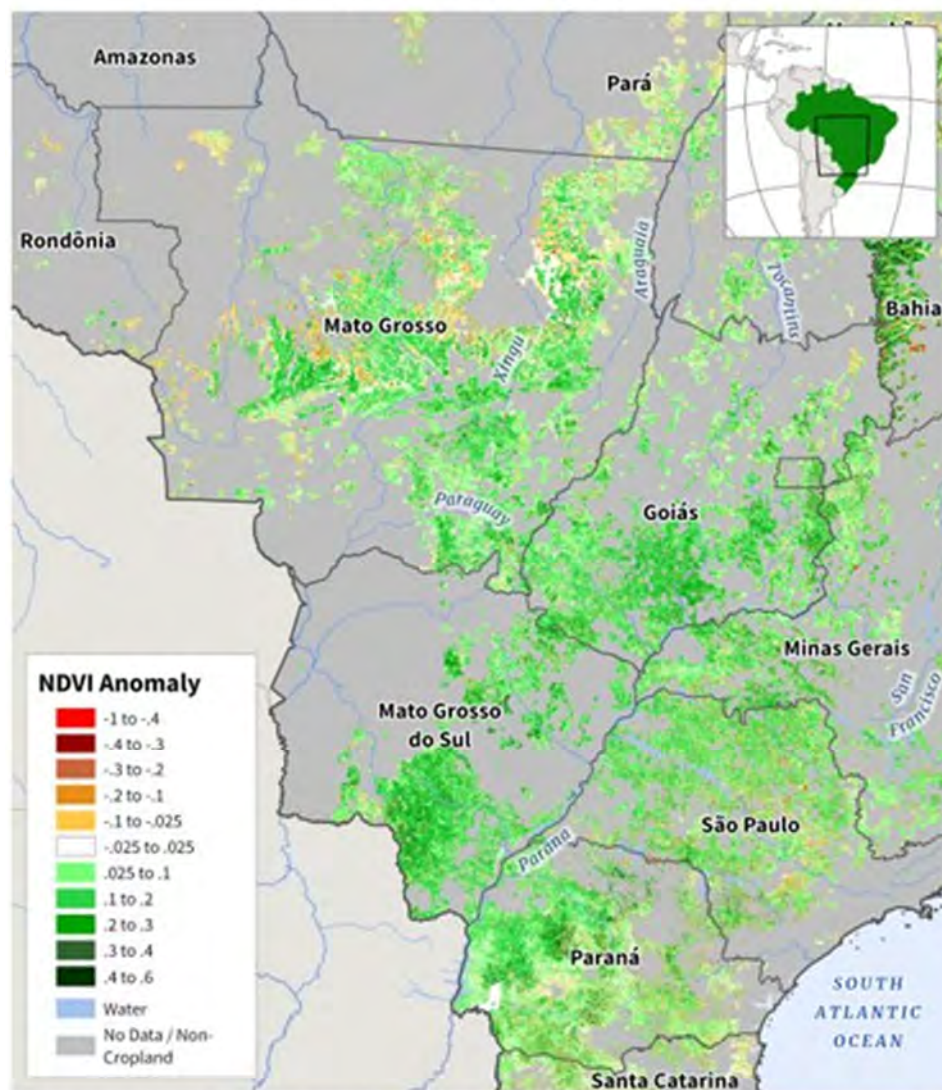 Amazonas
Pará
Rondônia
Araguaia
Tocantins
Bahia
Mato Grosso
Xingu
Paraguay
Goiás
Minas Gerais
San
Francisco
Mato Grosso
do Sul
São Paulo
Parana
Paraná
SOUTH
ATLANTIC
OCEAN
Santa Catarina
NDVI Anomaly
-1 to -.4
-.4 to -.3
-.3 to -.2
-.2 to -.1
-.1 to -.025
-.025 to .025
.025 to .1
.1 to .2
.2 to .3
.3 to .4
.4 to .6
Water
No Data / Non-
Cropland